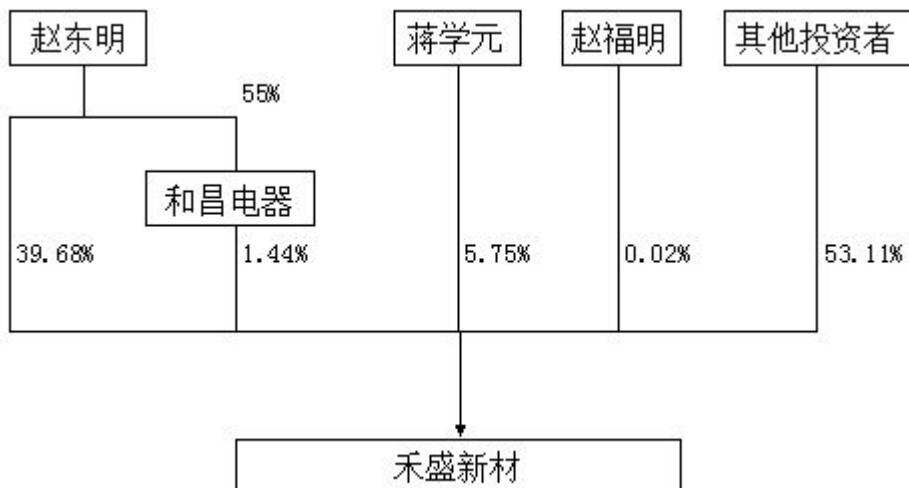 赵东明 蒋学元 赵福明 其他投资者
55%
和昌电器
39.68% 1.44% 5.75% 0.02% 53.11%
禾盛新材